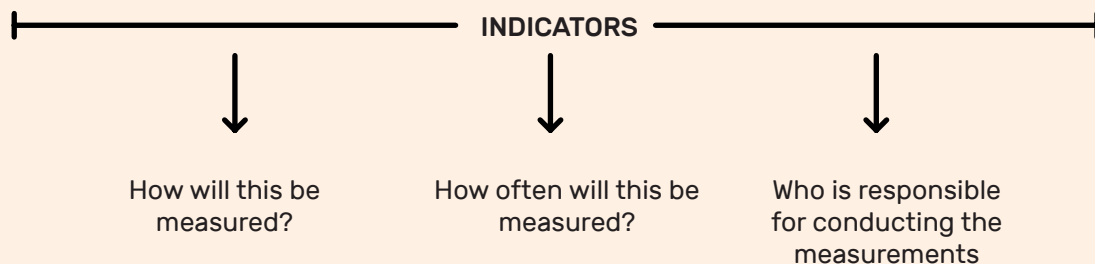 INDICATORS
How will this be
measured?
How often will this be
measured?
Who is responsible
for conducting the
measurements